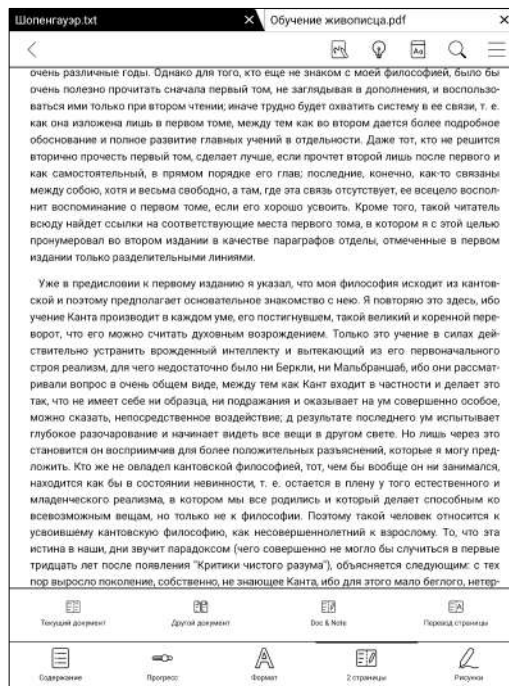 Шопенгауэр.txt
Обучение живописца.pdf
очень различные годы. Однако для того, кто еще не знаком с моей философией, было бы
очень полезно прочитать сначала первый том, не заглядывая в дополнения, и воспользо-
ваться ими только при втором чтении; иначе трудно будет охватить систему в ее связи, т. е.
как она изложена лишь в первом томе, между тем как во втором дается более подробное
обоснование и полное развитие главных учений в отдельности. Даже тот, кто не решится
вторично прочесть первый том, сделает лучше, если прочтет второй лишь после первого и
как самостоятельный, в прямом порядке его глав; последние, конечно, как-то связаны
между собою, хотя и весьма свободно, а там, где эта связь отсутствует, ее всецело воспол-
нит воспоминание о первом томе, если его хорошо усвоить. Кроме того, такой читатель
всюду найдет ссылки на соответствующие места первого тома, в котором я с этой целью
пронумеровал во втором издании в качестве параграфов отделы, отмеченные в первом
издании только разделительными линиями.
Уже в предисловии к первому изданию я указал, что моя философия исходит из кантов-
ской и поэтому предполагает основательное знакомство с нею. Я повторяю это здесь, ибо
учение Канта производит в каждом уме, его постигнувшем, такой великий и коренной пере-
ворот, что его можно считать духовным возрождением. Только это учение в силах дей-
ствительно устранить врожденный интеллекту и вытекающий из его первоначального
строя реализм, для чего недостаточно было ни Беркли, ни Мальбранша6, ибо они рассмат-
ривали вопрос в очень общем виде, между тем как Кант входит в частности и делает это
так, что не имеет себе ни образца, ни подражания и оказывает на ум совершенно особое,
можно сказать, непосредственное воздействие; д результате последнего ум испытывает
глубокое разочарование и начинает видеть все вещи в другом свете. Но лишь через это
становится он восприимчив для более положительных разъяснений, которые я могу пред-
ложить. Кто же не овладел кантовской философией, тот, чем бы вообще он ни занимался,
находится как бы в состоянии невинности, т. е. остается в плену у того естественного и
младенческого реализма, в котором мы все родились и который делает способным ко
всевозможным вещам, но только не к философии. Поэтому такой человек относится к
усвоившему кантовскую философию, как несовершеннолетний к взрослому. То, что эта
истина в наши, дни звучит парадоксом (чего совершенно не могло бы случиться в первые
тридцать лет после появления "Критики чистого разума"), объясняется следующим: с тех
пор выросло поколение, собственно, не знающее Канта, ибо для этого мало беглого, нетер-
Текущий документ
Другой документ
Doc & Note
Перевод страницы
Содержание
Прогресс
Формат
2 страницы
Рисунки